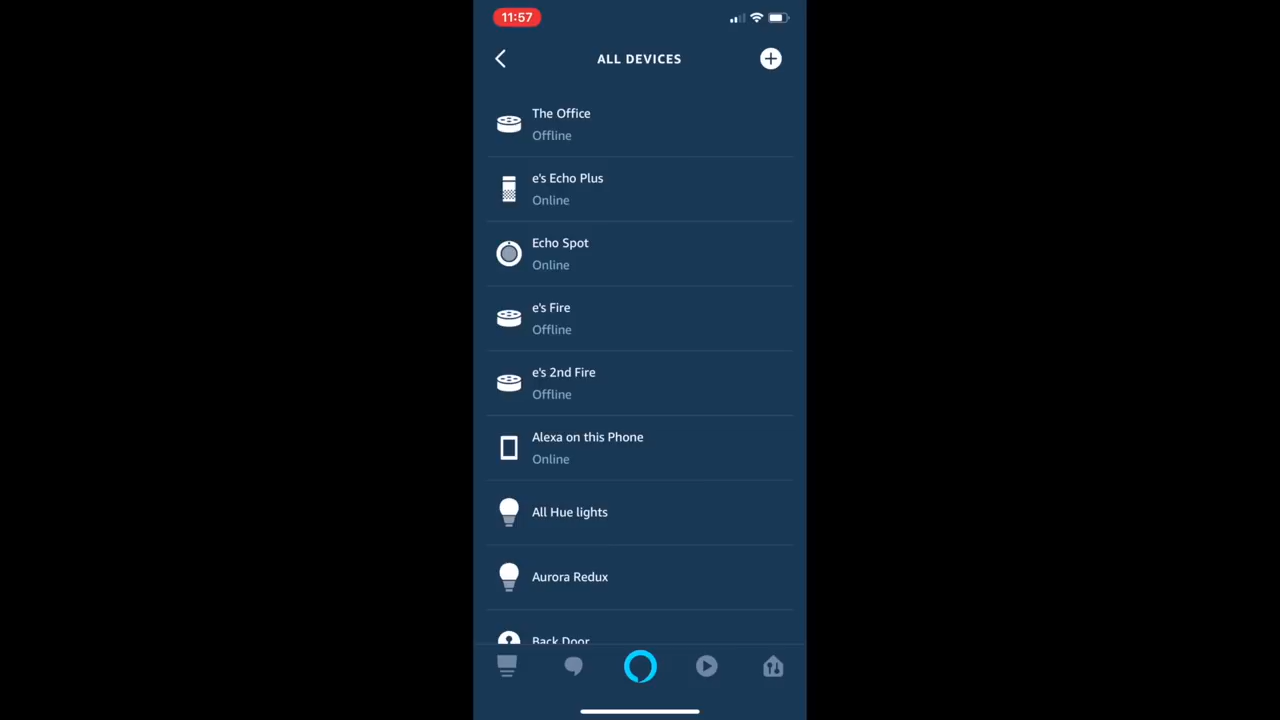 11:57
ALL DEVICES
The Office
Offline
e's Echo Plus
Online
Echo Spot
Online
e's Fire
Offline
e's 2nd Fire
Offline
Alexa on this Phone
Online
All Hue lights
Aurora Redux
Back Door